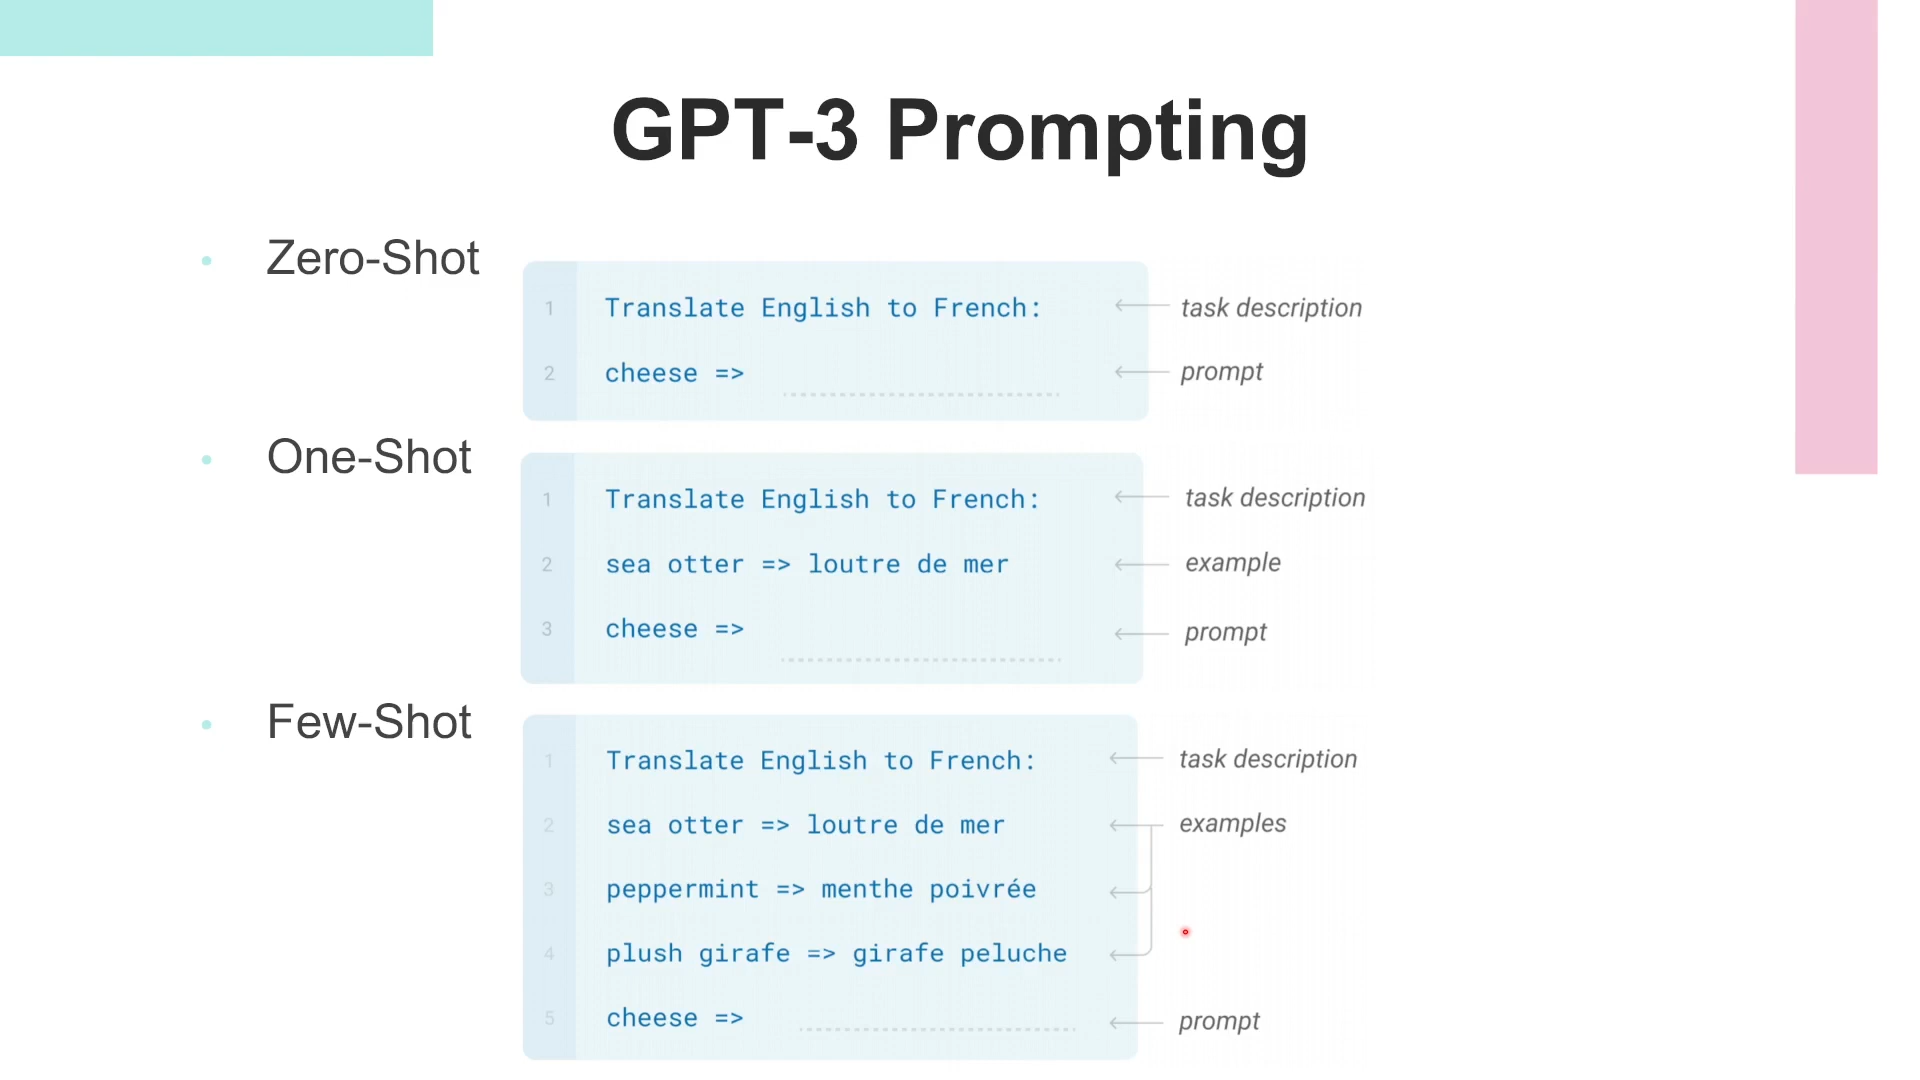 GPT-3 Prompting
• Zero-Shot
1 Translate English to French: task description
2 cheese => prompt
• One-Shot
1 Translate English to French: task description
2 sea otter => loutre de mer example
3 cheese => prompt
• Few-Shot
1 Translate English to French: task description
2 sea otter => loutre de mer examples
3 peppermint => menthe poivrée
4 plush girafe => girafe peluche
5 cheese => prompt